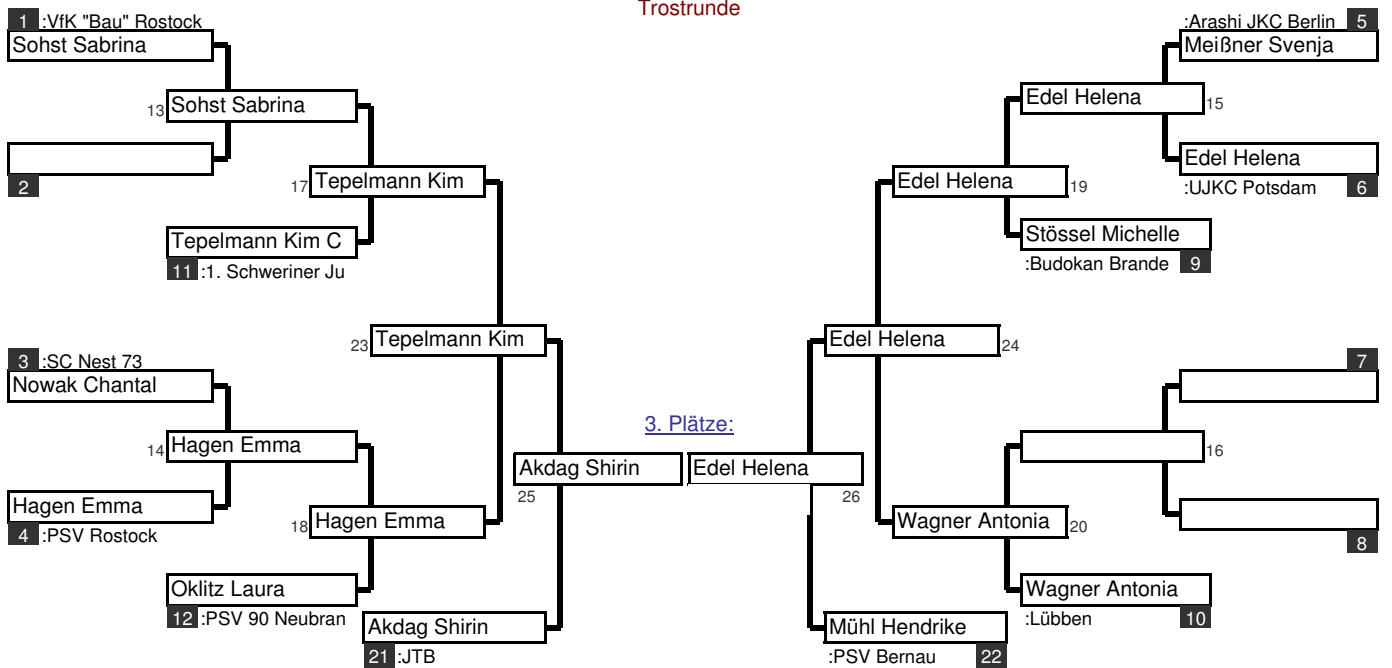 Trostrunde
1 :VfK "Bau" Rostock
:Arashi JKC Berlin 5
Sohst Sabrina
Meißner Svenja
13 Sohst Sabrina
Edel Helena 15
2
17 Tepelmann Kim
Edel Helena 19
Edel Helena
:UJKC Potsdam 6
Tepelmann Kim C
11 :1. Schweriner Ju
Stössel Michelle
:Budokan Brande 9
23 Tepelmann Kim
Edel Helena 24
3 :SC Nest 73
7
Nowak Chantal
3. Plätze:
14 Hagen Emma
16
Akdag Shirin
25
Edel Helena
26
Hagen Emma
4 :PSV Rostock
18 Hagen Emma
Wagner Antonia 20
8
Oklitz Laura
12 :PSV 90 Neubran
Wagner Antonia
:Lübben 10
Akdag Shirin
21 :JTB
Mühl Hendrike
:PSV Bernau 22